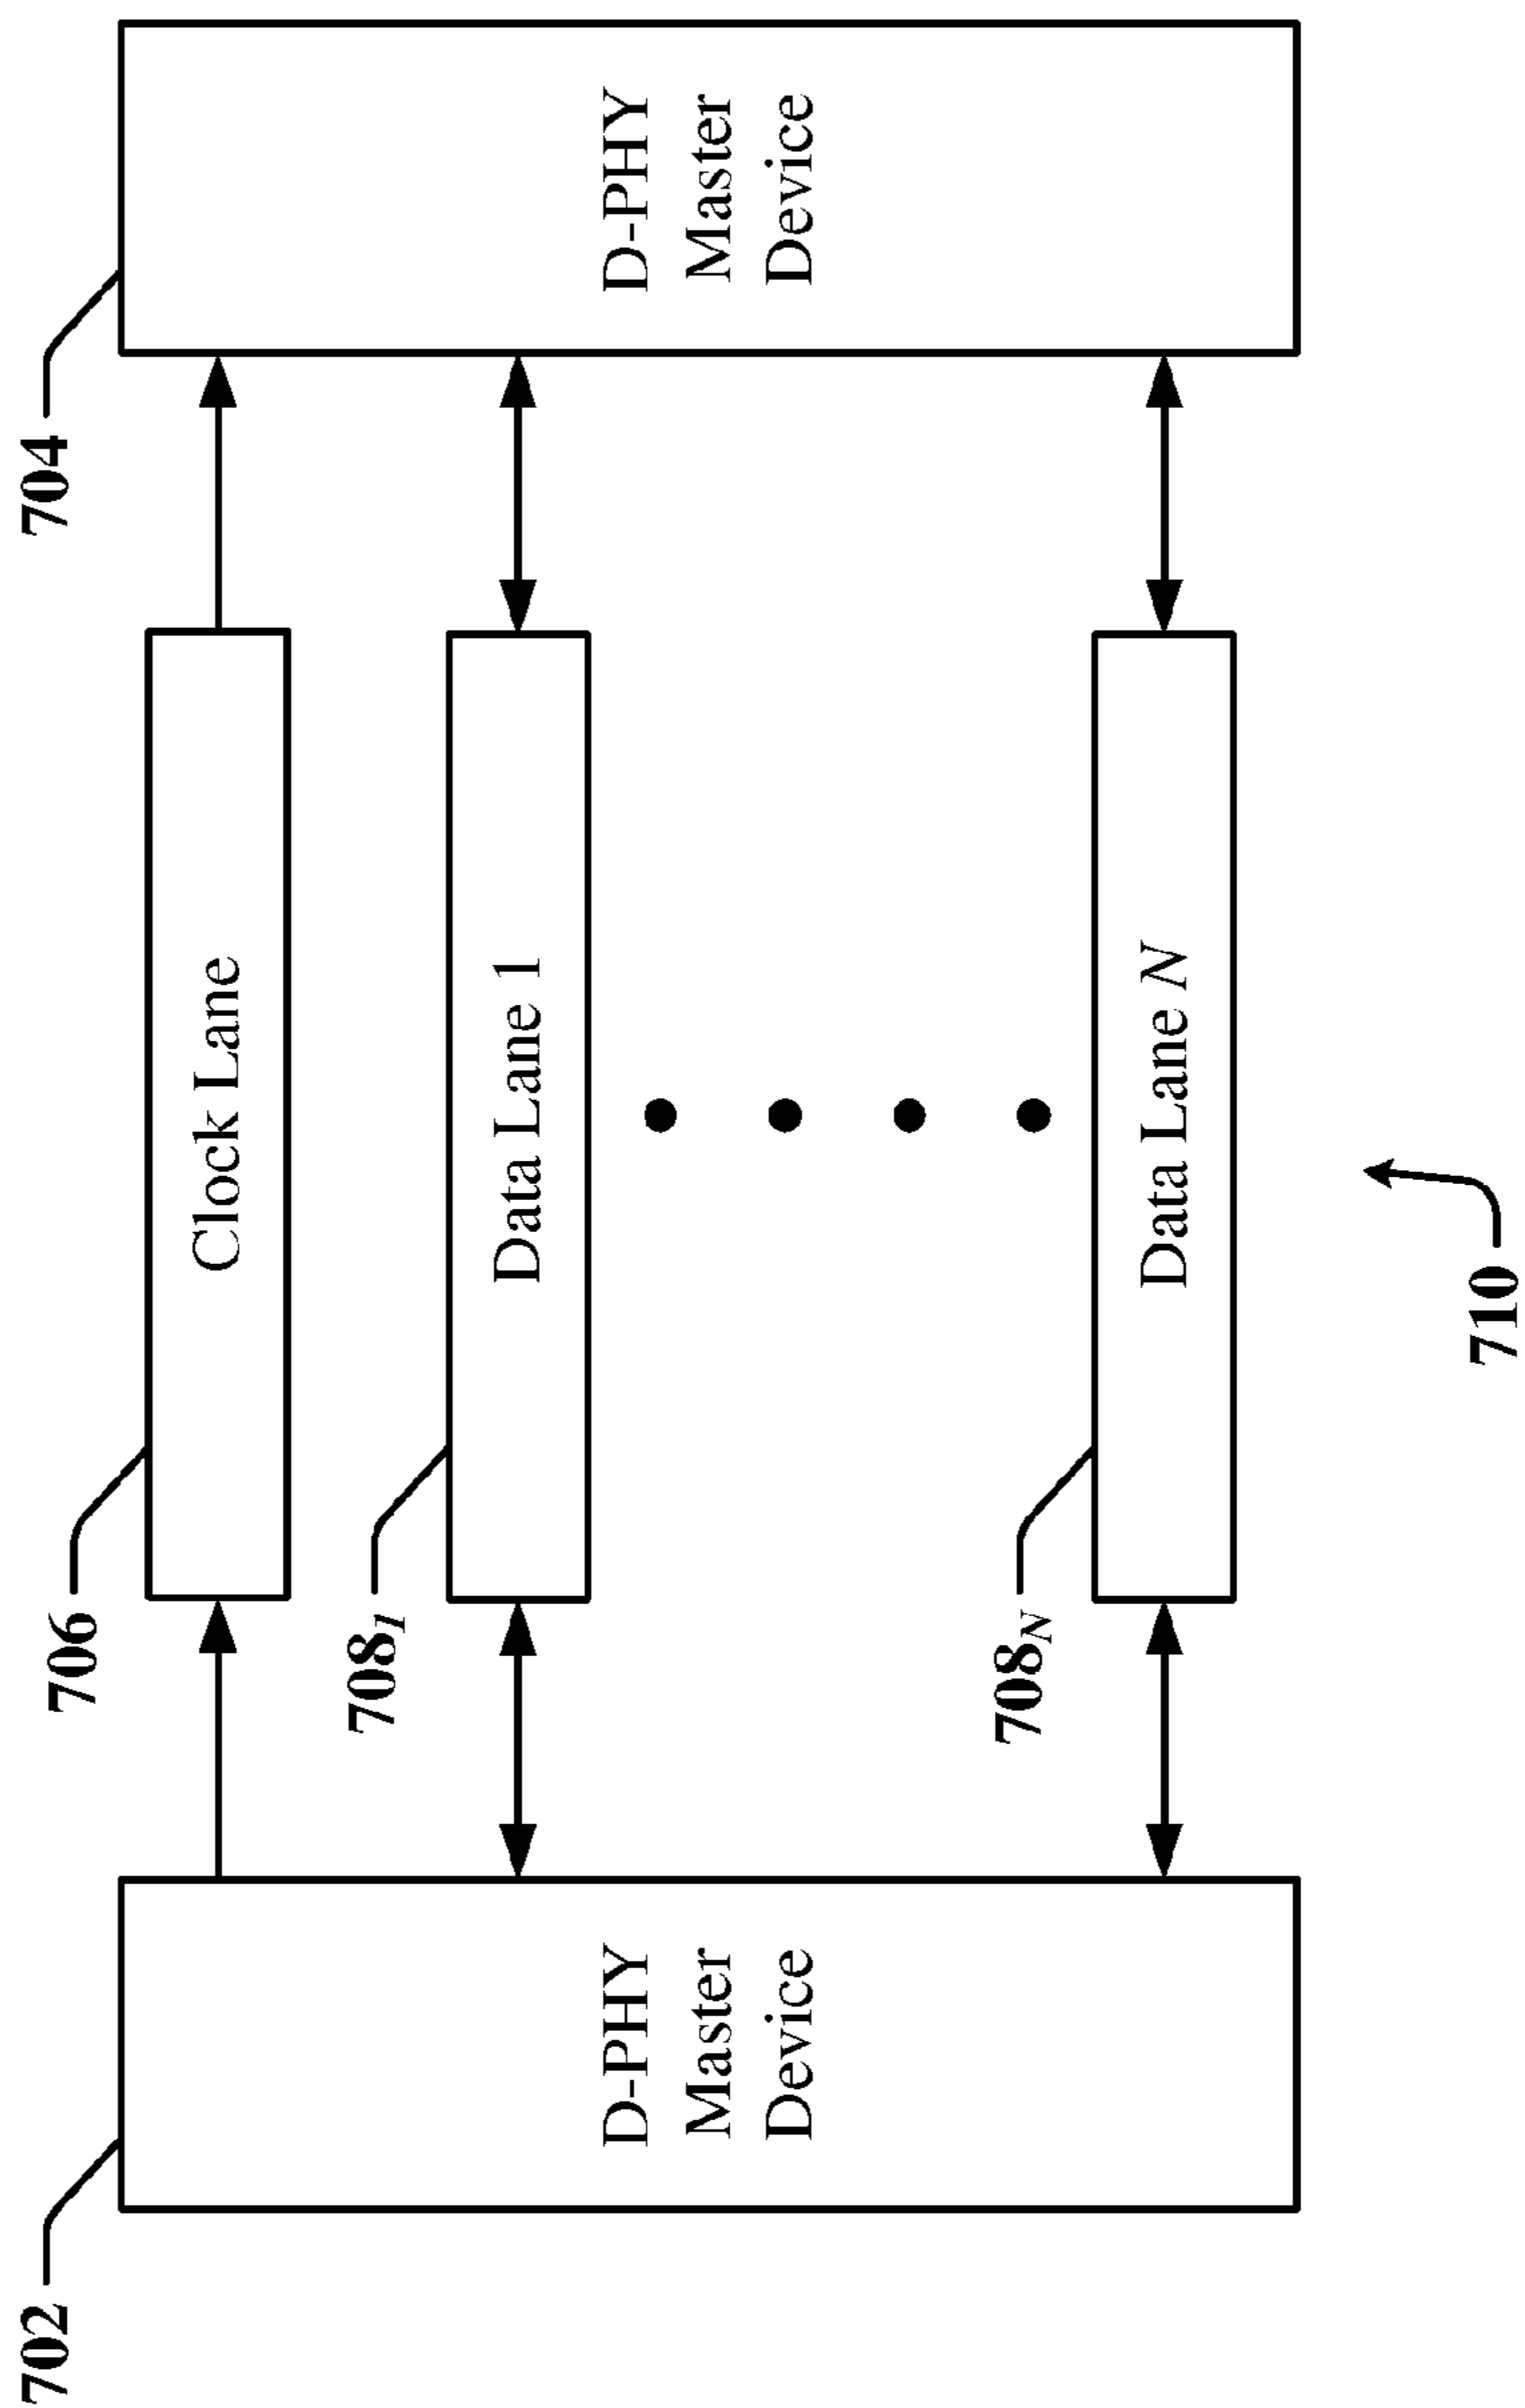 702
D-PHY
Master
Device
706
Clock Lane
708₁
Data Lane 1
708N
Data Lane N
704
D-PHY
Master
Device
710